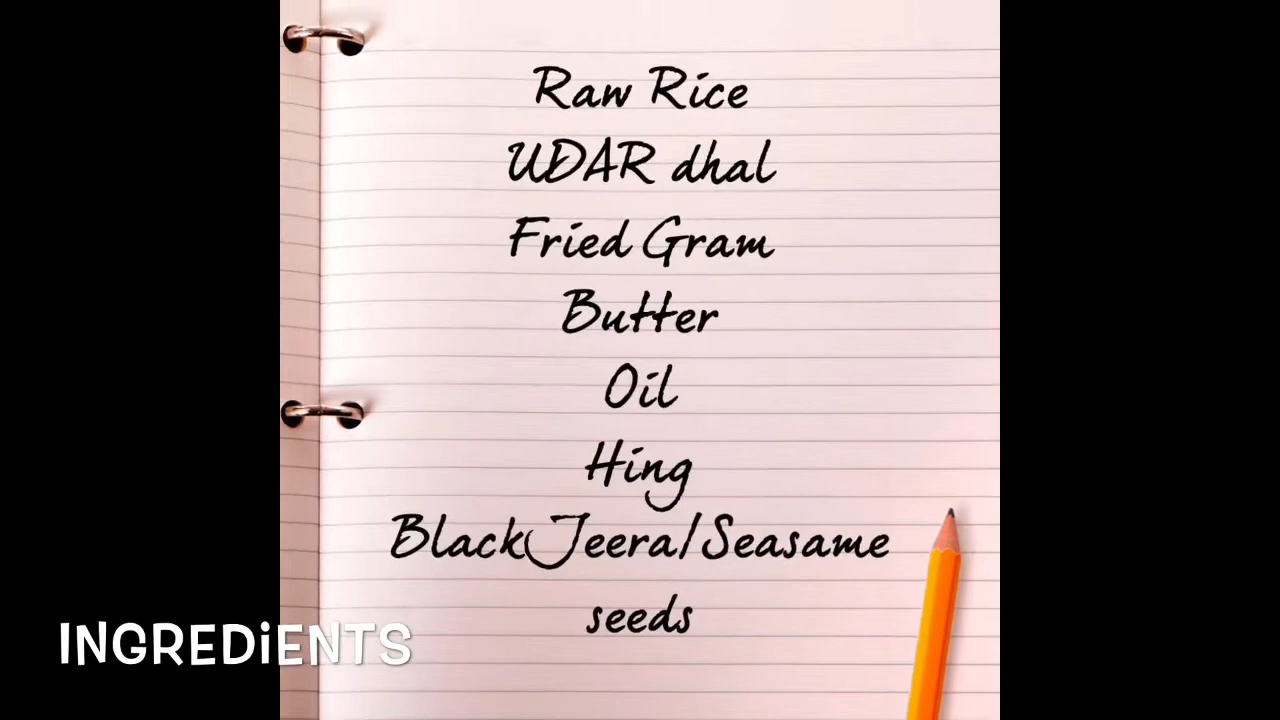 Raw Rice
UDAR dhal
Fried Gram
Butter
Oil
Hing
Black Jeera/Seasame
seeds
INGREDiENTS